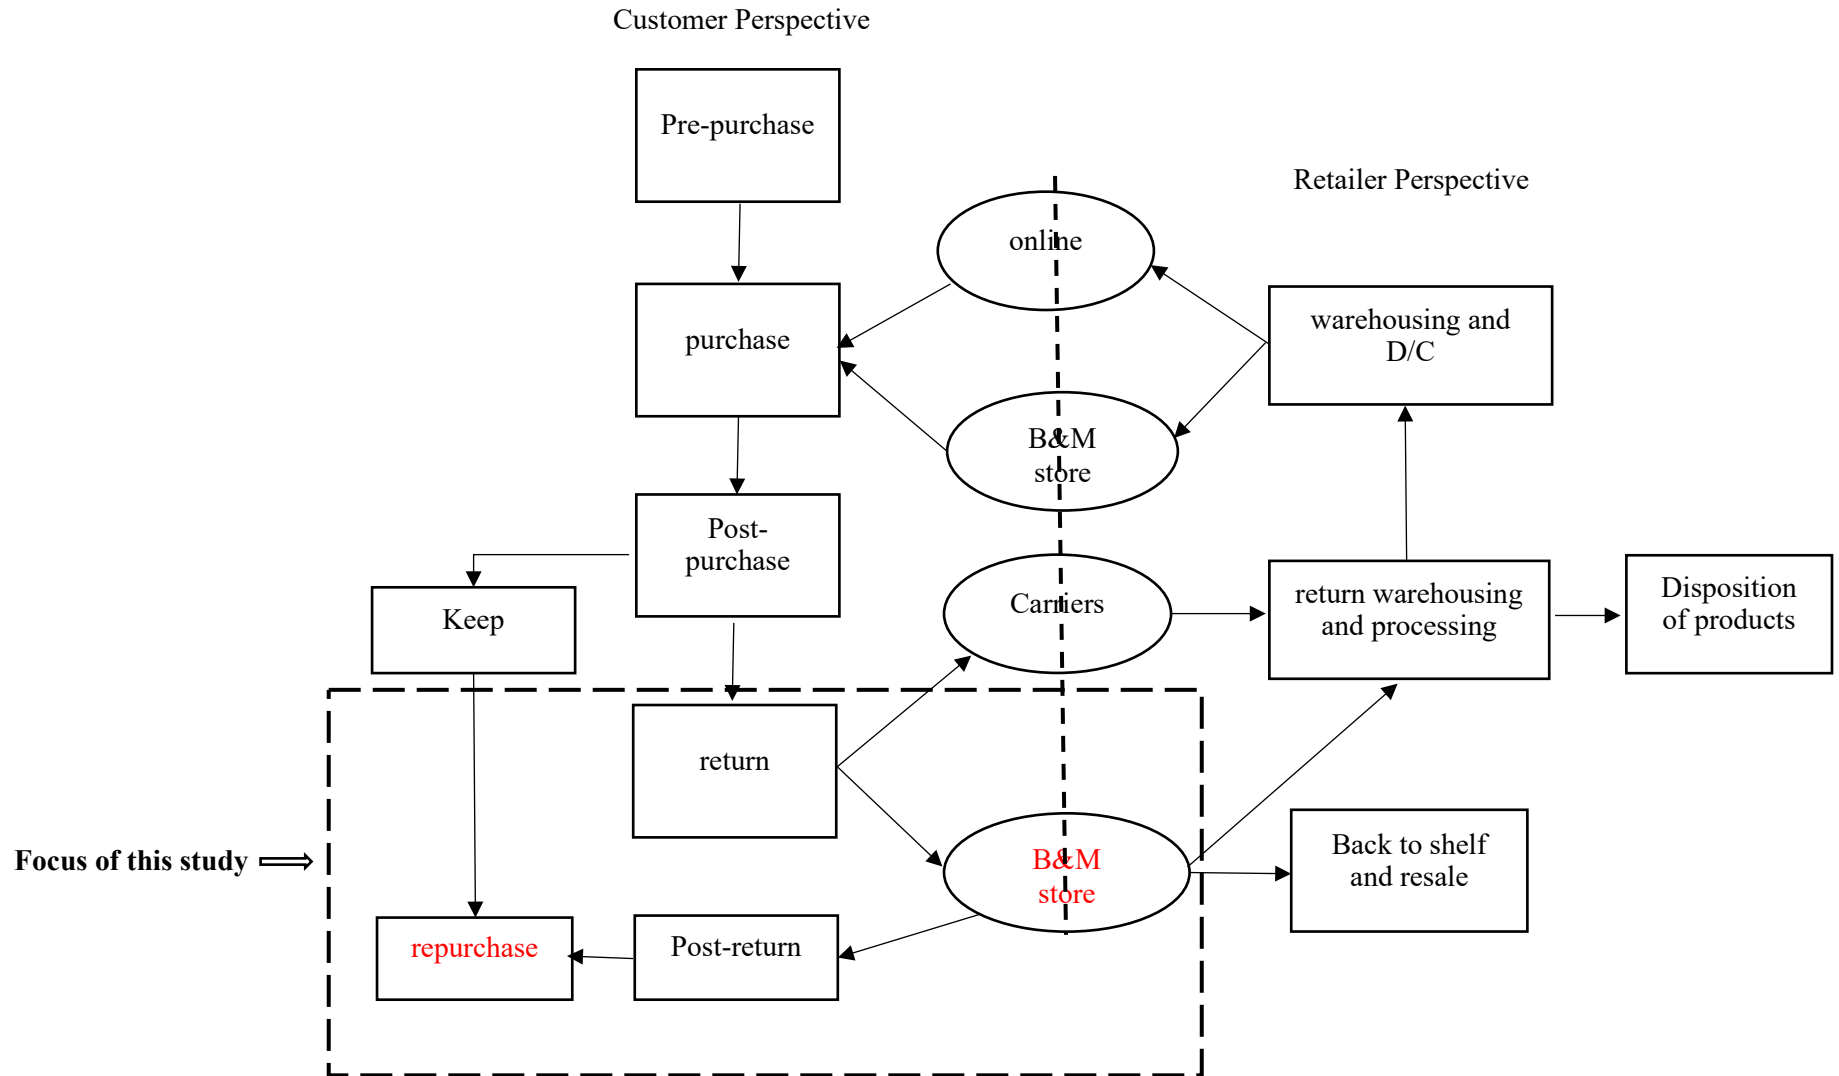 Customer Perspective
Pre-purchase
Retailer Perspective
online
purchase
warehousing and
D/C
B&M
store
Post-
purchase
Keep
Carriers
return warehousing
and processing
Disposition
of products
return
Focus of this study
B&M
store
Back to shelf
and resale
repurchase
Post-return